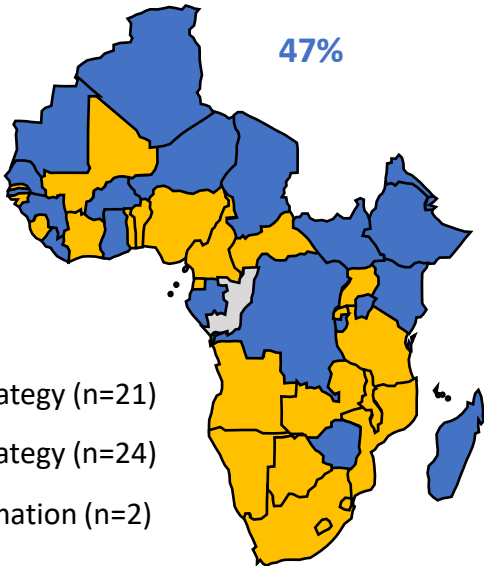 47%
ategy (n=21)
ategy (n=24)
nation (n=2)